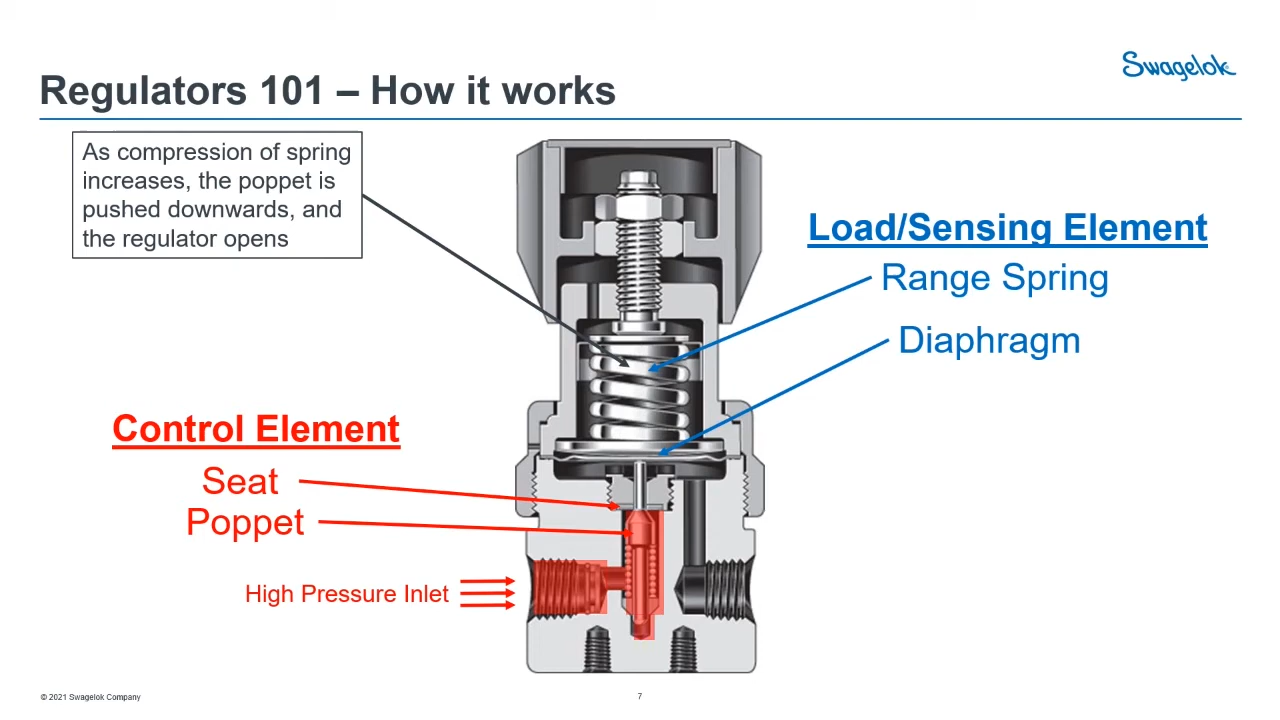 Swagelok
Regulators 101 – How it works
As compression of spring
increases, the poppet is
pushed downwards, and
the regulator opens
Load/Sensing Element
Range Spring
Diaphragm
Control Element
Seat
Poppet
High Pressure Inlet
© 2021 Swagelok Company
7